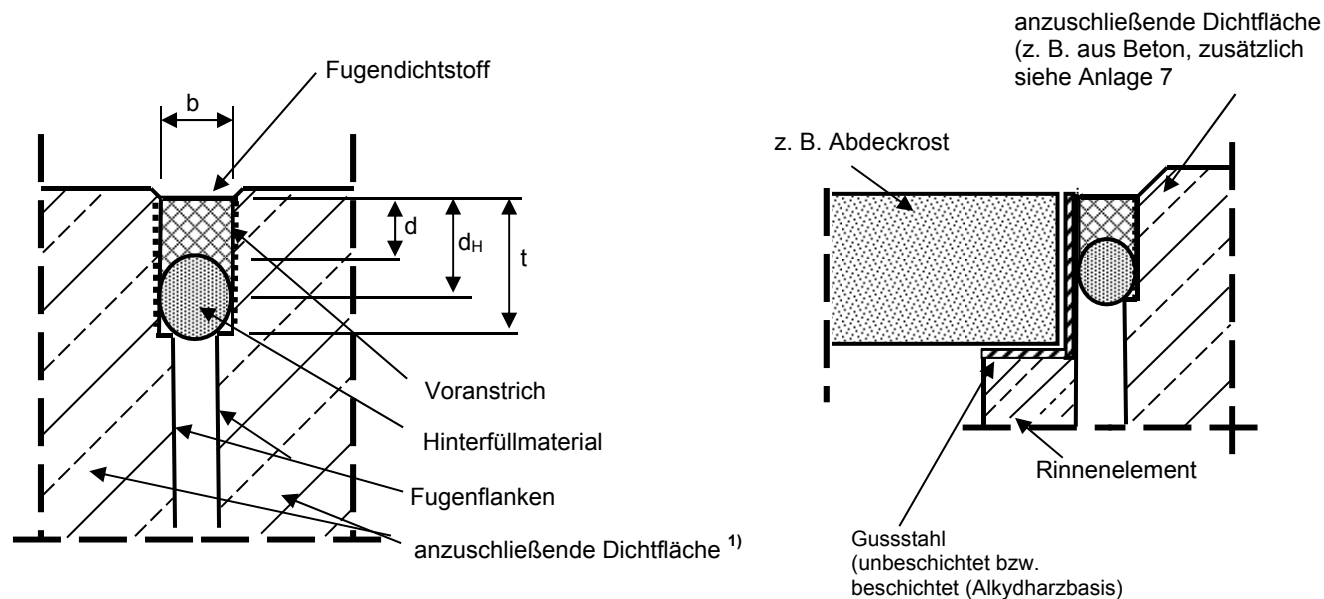 Fugendichtstoff
b
d
dH
t
Voranstrich
Hinterfüllmaterial
Fugenflanken
anzuschließende Dichtfläche 1)
anzuschließende Dichtfläche
(z. B. aus Beton, zusätzlich
siehe Anlage 7
z. B. Abdeckrost
Rinnenelement
Gussstahl
(unbeschichtet bzw.
beschichtet (Alkydharzbasis)